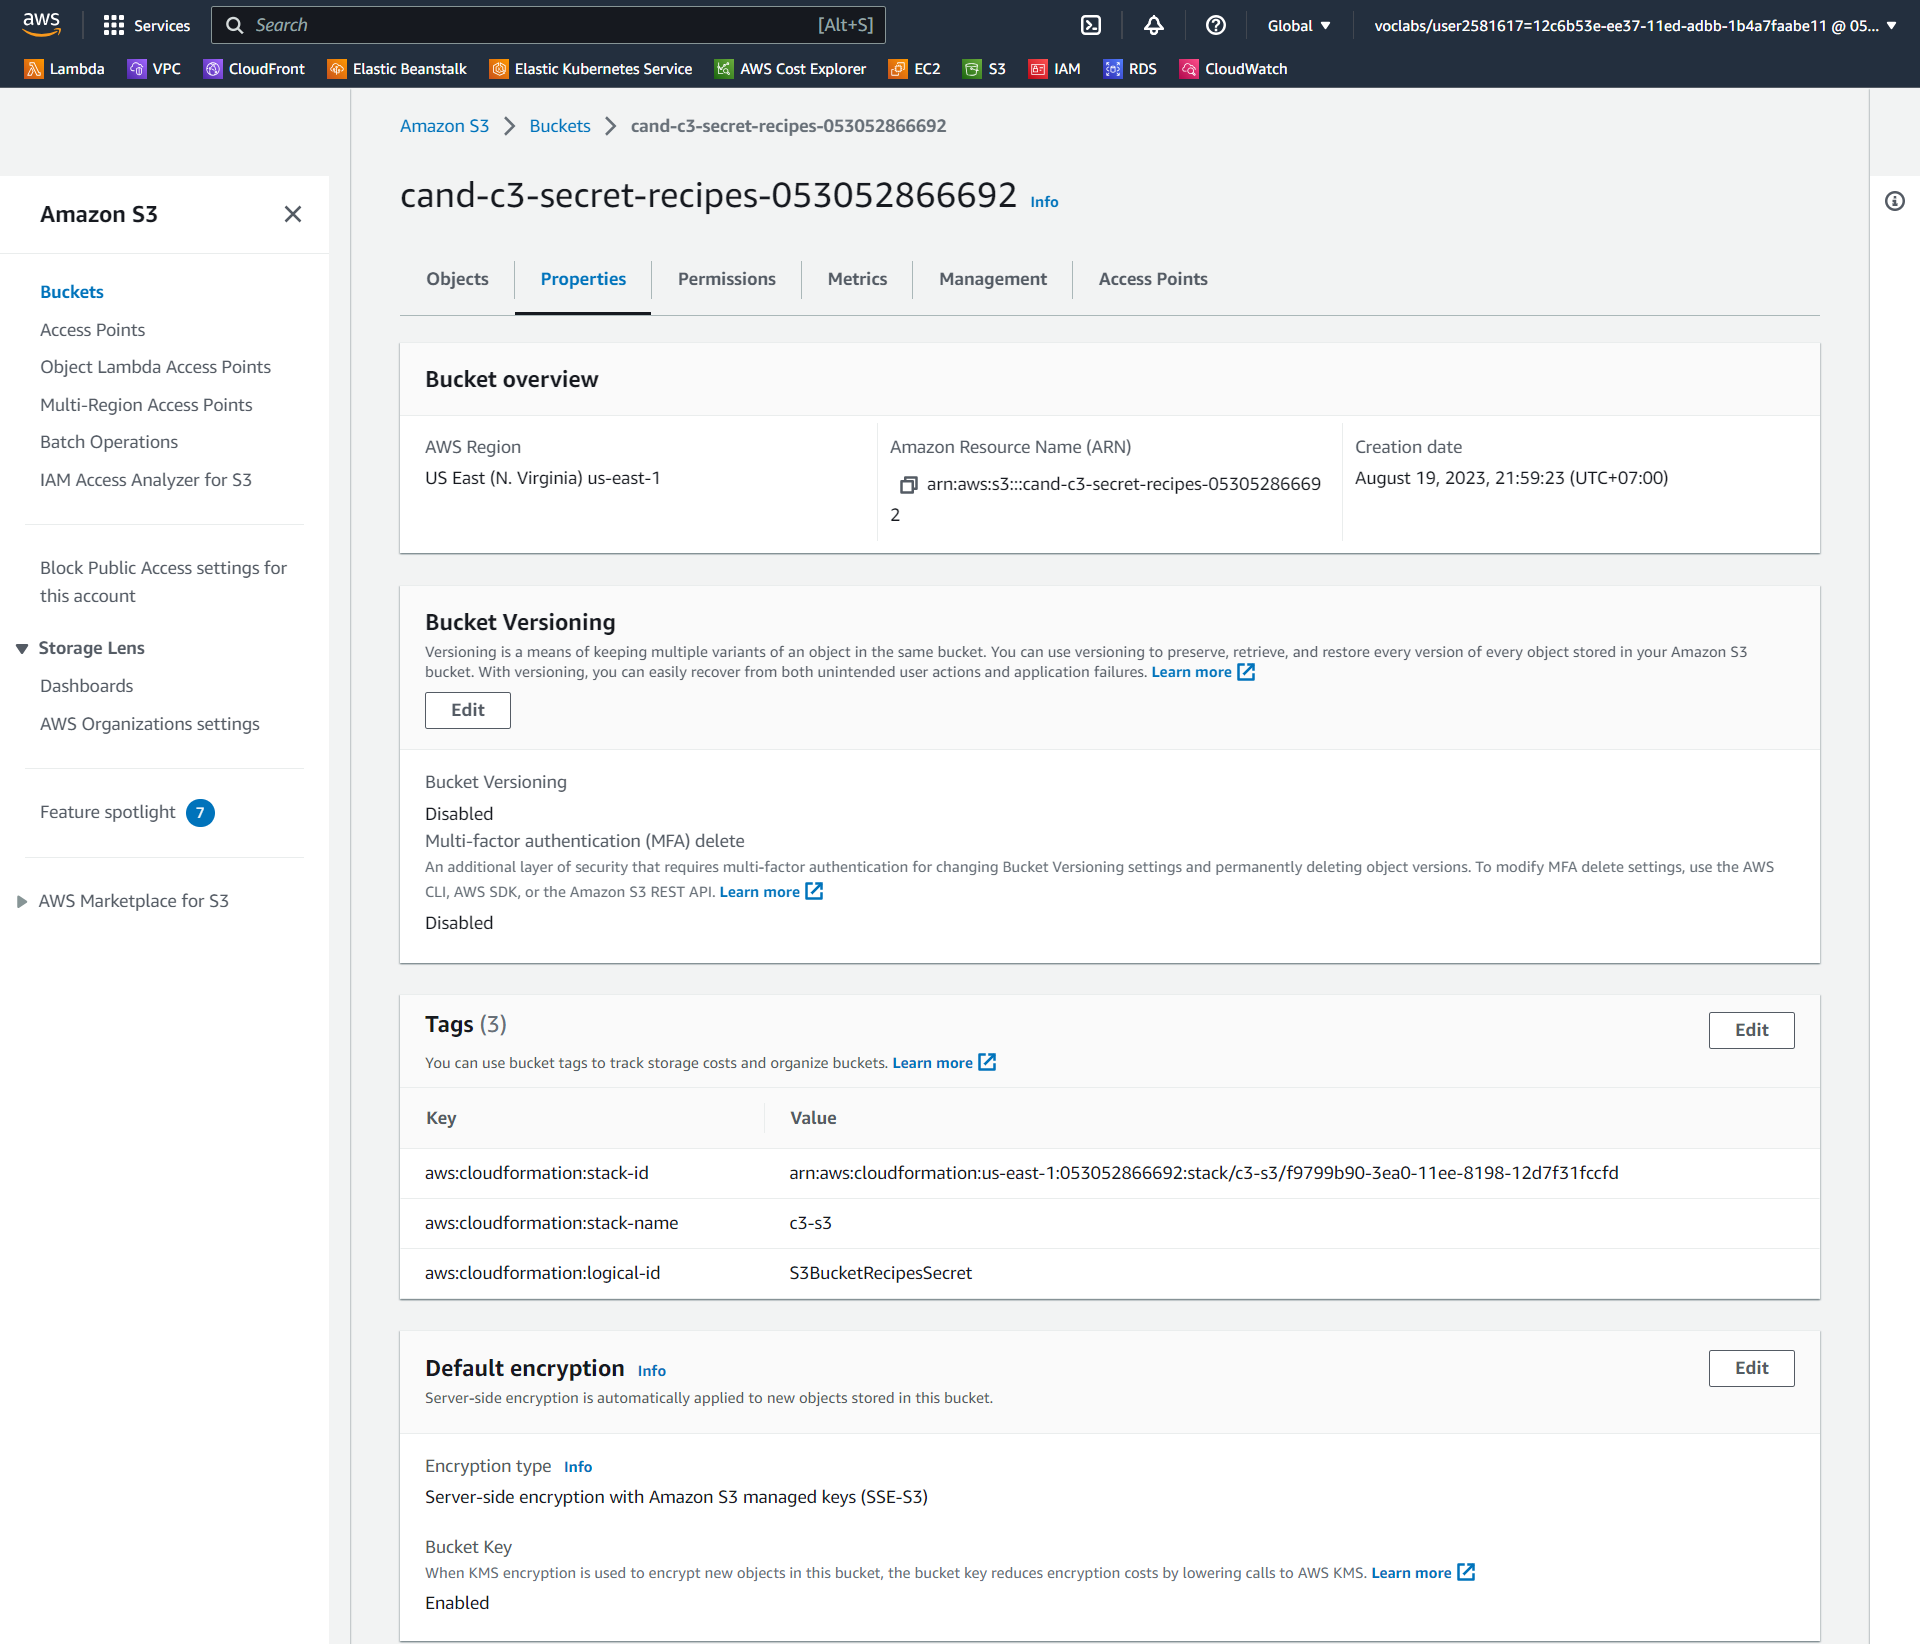 aws
Services
Search
[Alt+S]
Global
voclabs/user2581617=12c6b53e-ee37-11ed-adbb-1b4a7faabe11 @ 05...
Lambda
VPC
CloudFront
Elastic Beanstalk
Elastic Kubernetes Service
AWS Cost Explorer
EC2
S3
IAM
RDS
CloudWatch
Amazon S3
Buckets
Access Points
Object Lambda Access Points
Multi-Region Access Points
Batch Operations
IAM Access Analyzer for S3
Block Public Access settings for
this account
Storage Lens
Dashboards
AWS Organizations settings
Feature spotlight 7
AWS Marketplace for S3
Amazon S3 > Buckets > cand-c3-secret-recipes-053052866692
cand-c3-secret-recipes-053052866692 Info
Objects
Properties
Permissions
Metrics
Management
Access Points
Bucket overview
AWS Region
US East (N. Virginia) us-east-1
Amazon Resource Name (ARN)
arn:aws:s3:::cand-c3-secret-recipes-05305286669
2
Creation date
August 19, 2023, 21:59:23 (UTC+07:00)
Bucket Versioning
Versioning is a means of keeping multiple variants of an object in the same bucket. You can use versioning to preserve, retrieve, and restore every version of every object stored in your Amazon S3
bucket. With versioning, you can easily recover from both unintended user actions and application failures. Learn more
Edit
Bucket Versioning
Disabled
Multi-factor authentication (MFA) delete
An additional layer of security that requires multi-factor authentication for changing Bucket Versioning settings and permanently deleting object versions. To modify MFA delete settings, use the AWS
CLI, AWS SDK, or the Amazon S3 REST API. Learn more
Disabled
Tags (3)
Edit
You can use bucket tags to track storage costs and organize buckets. Learn more
Key
Value
aws:cloudformation:stack-id
arn:aws:cloudformation:us-east-1:053052866692:stack/c3-s3/f9799b90-3ea0-11ee-8198-12d7f31fccfd
aws:cloudformation:stack-name
c3-s3
aws:cloudformation:logical-id
S3BucketRecipesSecret
Default encryption Info
Edit
Server-side encryption is automatically applied to new objects stored in this bucket.
Encryption type Info
Server-side encryption with Amazon S3 managed keys (SSE-S3)
Bucket Key
When KMS encryption is used to encrypt new objects in this bucket, the bucket key reduces encryption costs by lowering calls to AWS KMS. Learn more
Enabled